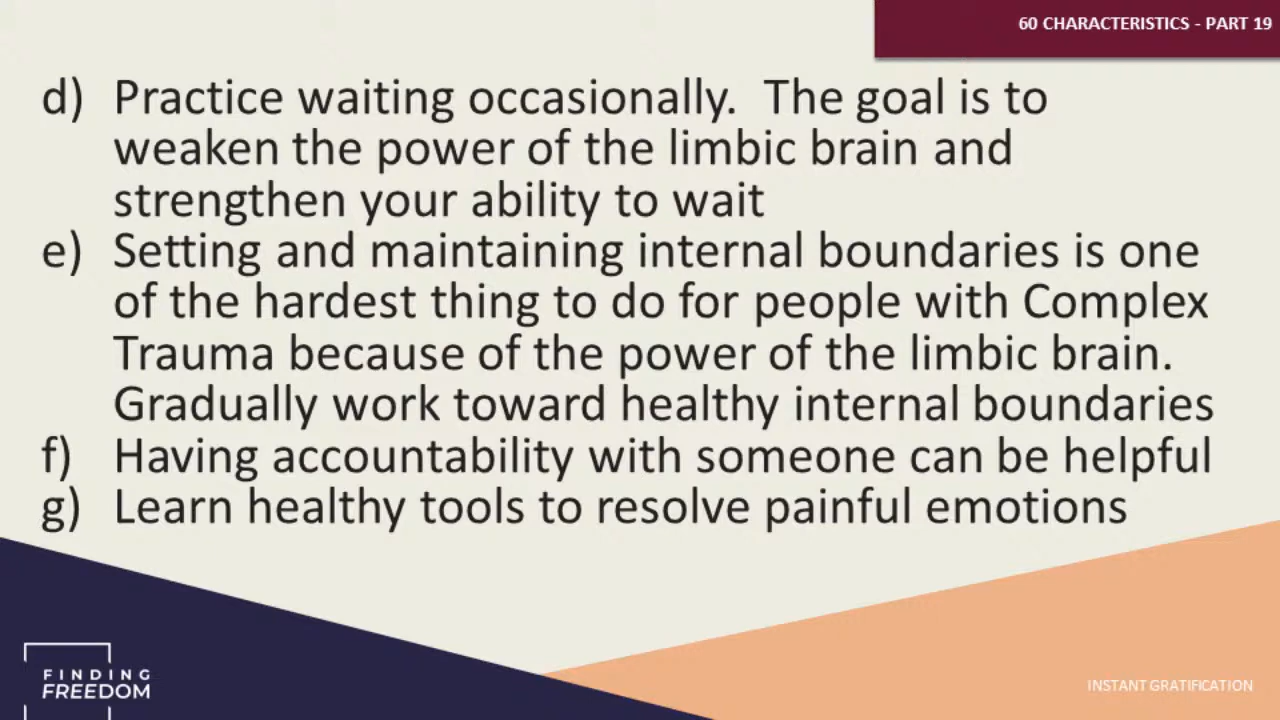 60 CHARACTERISTICS - PART 19
d) Practice waiting occasionally.  The goal is to
weaken the power of the limbic brain and
strengthen your ability to wait
e) Setting and maintaining internal boundaries is one
of the hardest thing to do for people with Complex
Trauma because of the power of the limbic brain.
Gradually work toward healthy internal boundaries
f) Having accountability with someone can be helpful
g) Learn healthy tools to resolve painful emotions
FINDING
FREEDOM
INSTANT GRATIFICATION